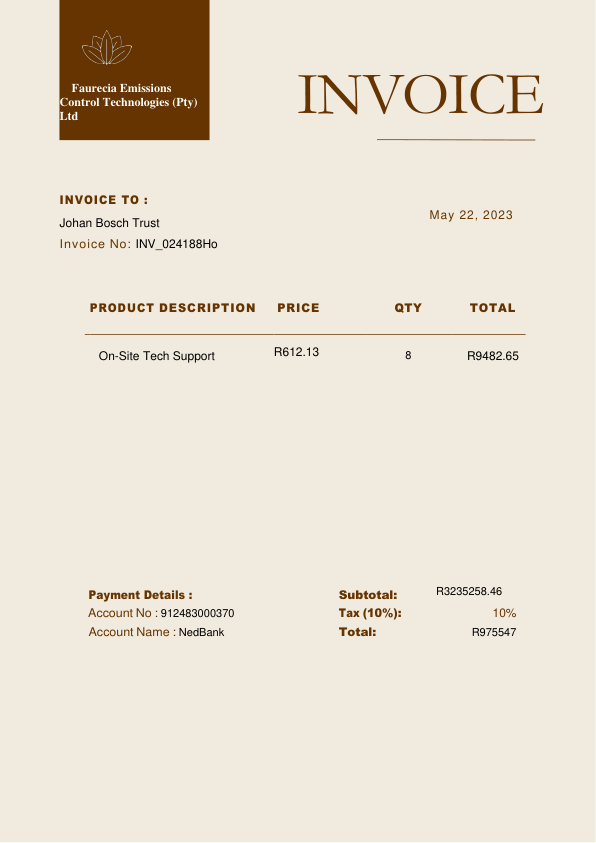 Faurecia Emissions
Control Technologies (Pty)
Ltd
INVOICE
INVOICE TO :
Johan Bosch Trust
May 22, 2023
Invoice No: INV_024188Ho
PRODUCT DESCRIPTION PRICE QTY TOTAL
On-Site Tech Support R612.13 8 R9482.65
Payment Details :
Account No : 912483000370
Account Name : NedBank
Subtotal: R3235258.46
Tax (10%): 10%
Total: R975547